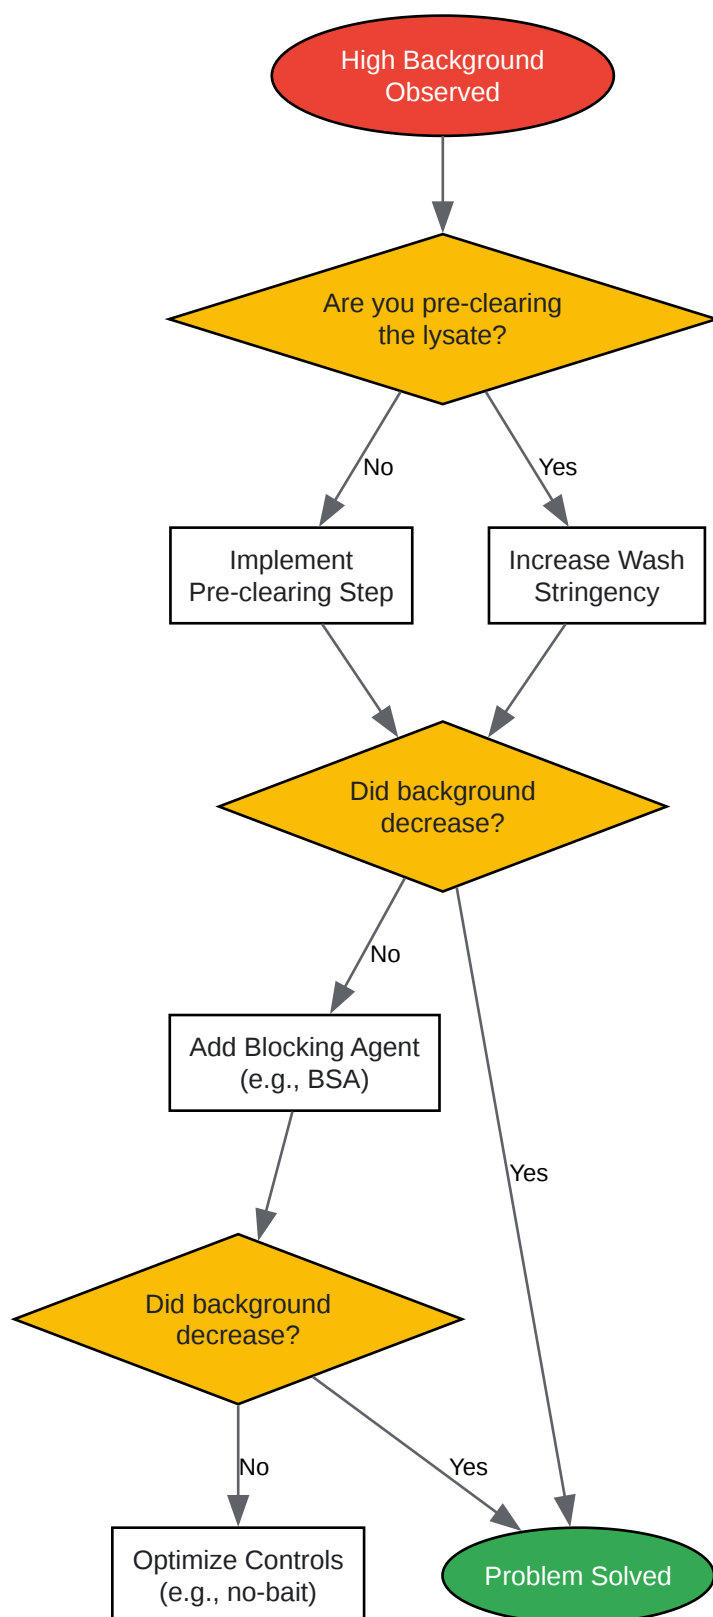 High Background
Observed
Are you pre-clearing
the lysate?
No
Yes
Implement
Pre-clearing Step
Increase Wash
Stringency
Did background
decrease?
No
Add Blocking Agent
(e.g., BSA)
Yes
Did background
decrease?
No
Yes
Optimize Controls
(e.g., no-bait)
Problem Solved